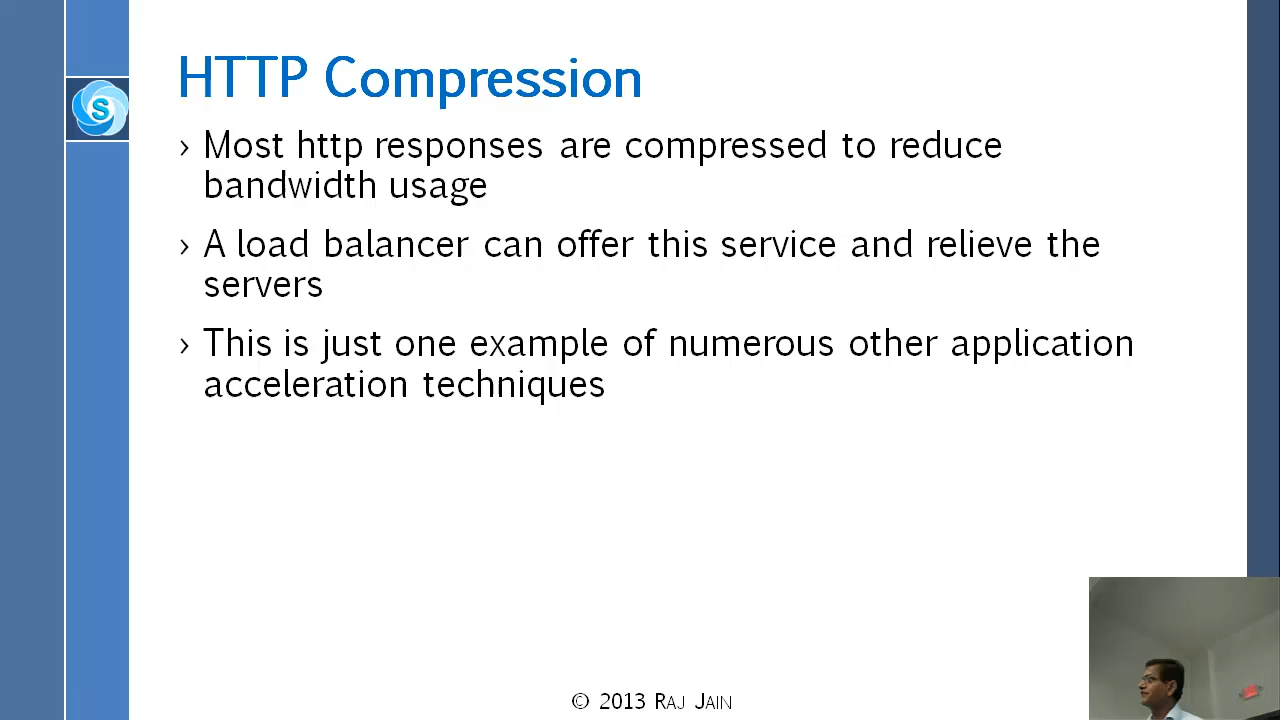 HTTP Compression
S
› Most http responses are compressed to reduce
bandwidth usage
› A load balancer can offer this service and relieve the
servers
› This is just one example of numerous other application
acceleration techniques
© 2013 RAJ JAIN